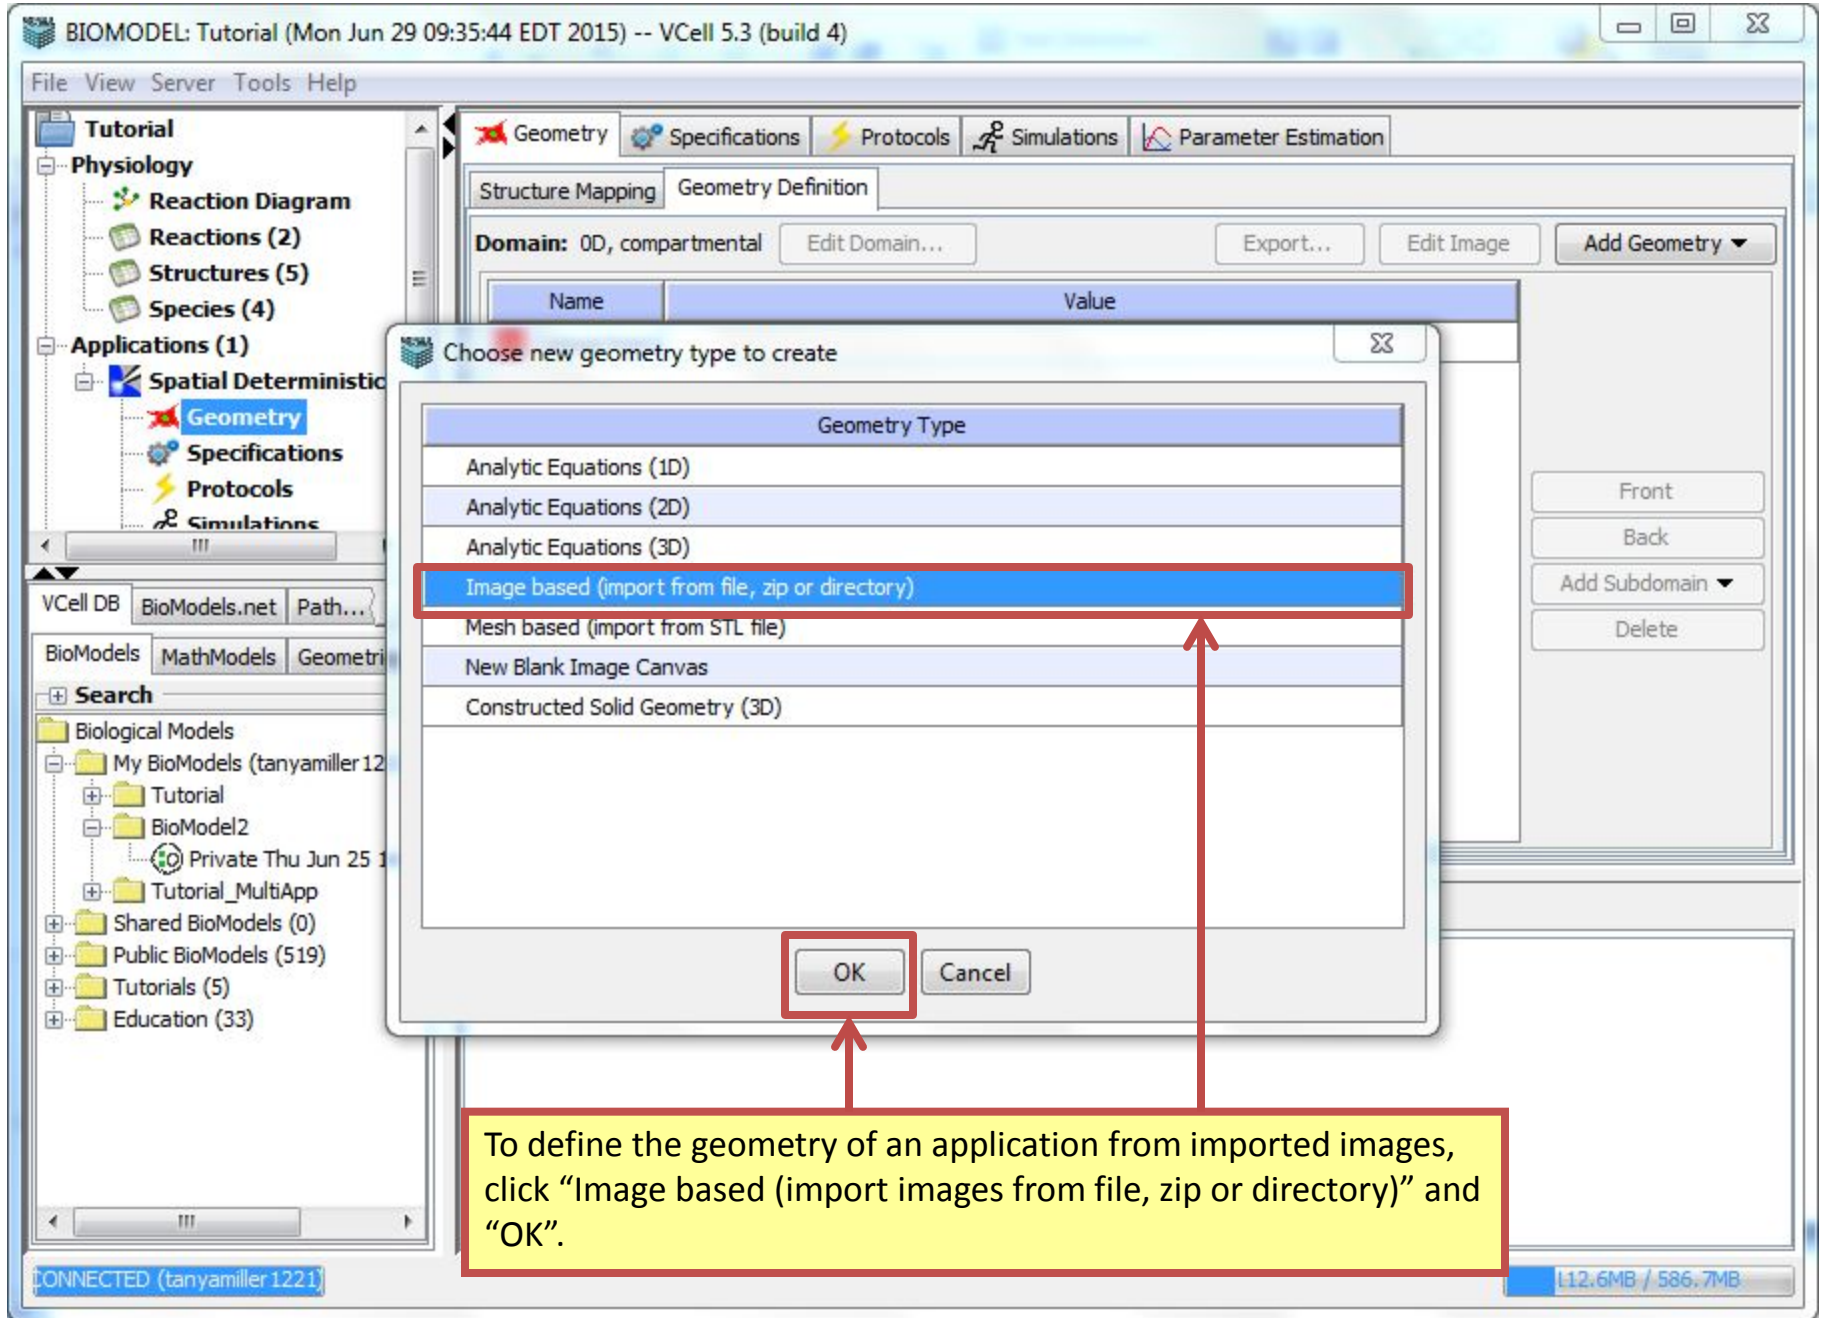 BIOMODEL: Tutorial (Mon Jun 29 09:35:44 EDT 2015) -- VCell 5.3 (build 4)
File View Server Tools Help
Tutorial
Physiology
Reaction Diagram
Reactions (2)
Structures (5)
Species (4)
Applications (1)
Spatial Deterministic
Geometry
Specifications
Protocols
Simulations
VCell DB BioModels.net Path...
BioModels MathModels Geometri
Search
Biological Models
My BioModels (tanyamiller12
Tutorial
BioModel2
Private Thu Jun 25 1
Tutorial_MultiApp
Shared BioModels (0)
Public BioModels (519)
Tutorials (5)
Education (33)
CONNECTED (tanyamiller1221)
Geometry Specifications Protocols Simulations Parameter Estimation
Structure Mapping Geometry Definition
Domain: 0D, compartmental Edit Domain... Export... Edit Image Add Geometry
Name Value
Front
Back
Add Subdomain
Delete
Choose new geometry type to create
Geometry Type
Analytic Equations (1D)
Analytic Equations (2D)
Analytic Equations (3D)
Image based (import from file, zip or directory)
Mesh based (import from STL file)
New Blank Image Canvas
Constructed Solid Geometry (3D)
OK Cancel
To define the geometry of an application from imported images,
click “Image based (import images from file, zip or directory)” and
“OK”.
112.6MB / 586.7MB